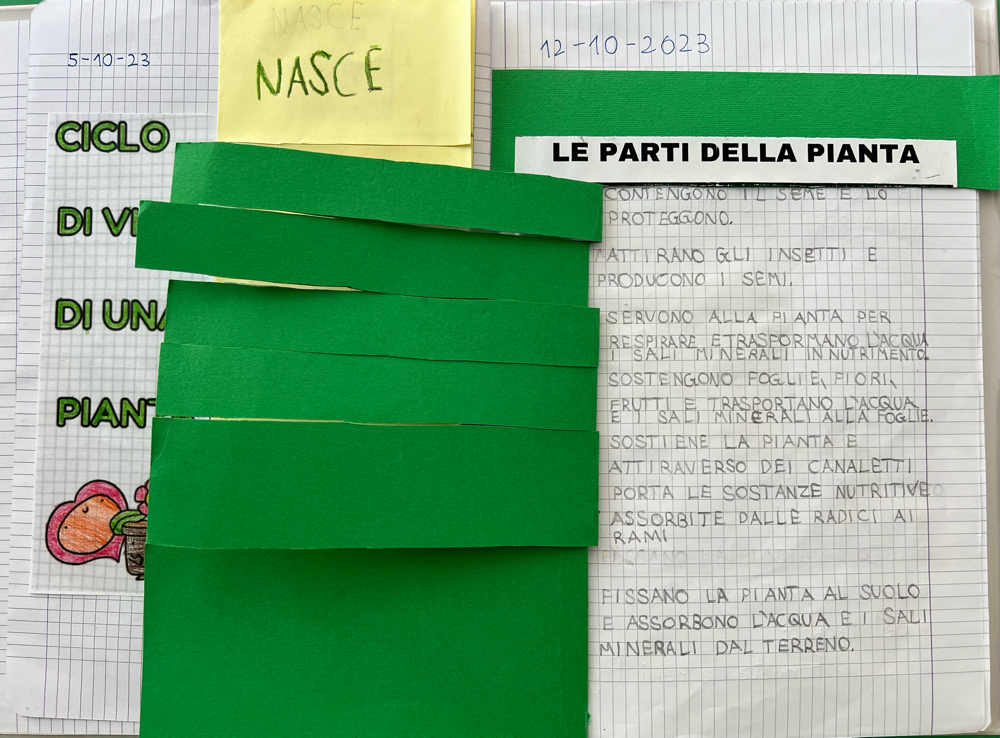 5-10-23
NASCE
NASCE
CICLO
DI VI
DI UNA
PIANT
12-10-2023
LE PARTI DELLA PIANTA
CONTENGONO IL SEME E LO
PROTEGGONO.
ATTIRANO GLI INSETTI E
PRODUCONO I SEMI.
SERVONO ALLA PIANTA PER
RESPIRARE E TRASFORMANO L'ACQUA
I SALI MINERALI IN NUTRIMENTO.
SOSTENGONO FOGLIE, FIORI,
FRUTTI E TRASPORTANO L'ACQUA
E I SALI MINERALI ALLA FOGLIE.
SOSTIENE LA PIANTA E
ATTIRAVERSO DEI CANALETTI
PORTA LE SOSTANZE NUTRITIVE
ASSORBITE DALLE RADICI AI
RAMI
FISSANO LA PIANTA AL SUOLO
E ASSORBONO L'ACQUA E I SALI
MINERALI DAL TERRENO.